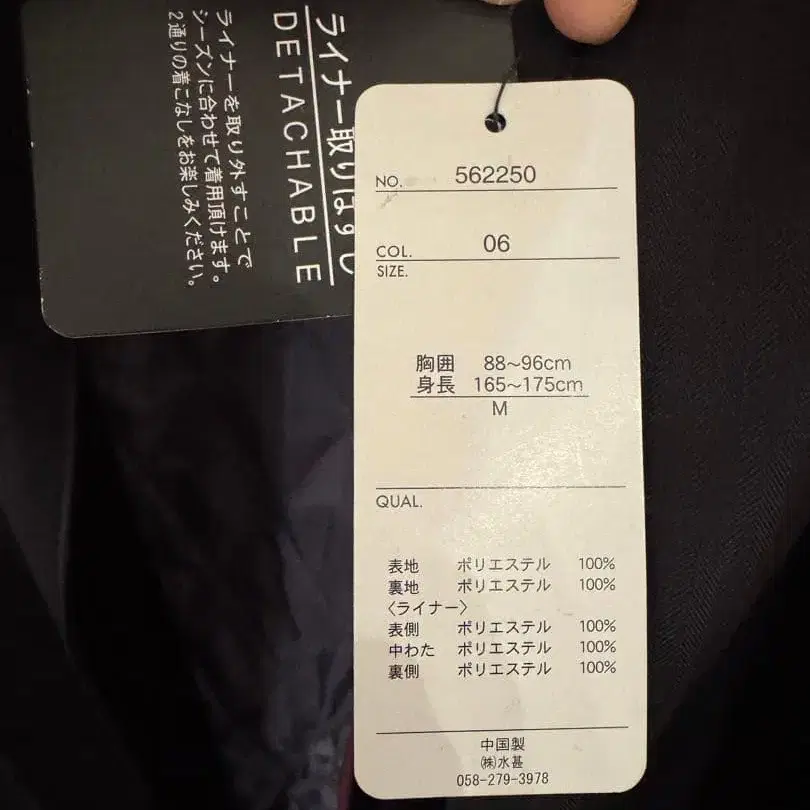 ライナー取りはずし
DETACHABLE
ライナーを取り外すことで
シーズンに合わせて着用頂けます。
2通りの着こなしをお楽しみください。
NO. 562250
COL. 06
SIZE.
胸囲 88~96cm
身長 165~175cm
M
QUAL.
表地 ポリエステル 100%
裏地 ポリエステル 100%
〈ライナー〉
表側 ポリエステル 100%
中わた ポリエステル 100%
裏側 ポリエステル 100%
中国製
㈱水甚
058-279-3978